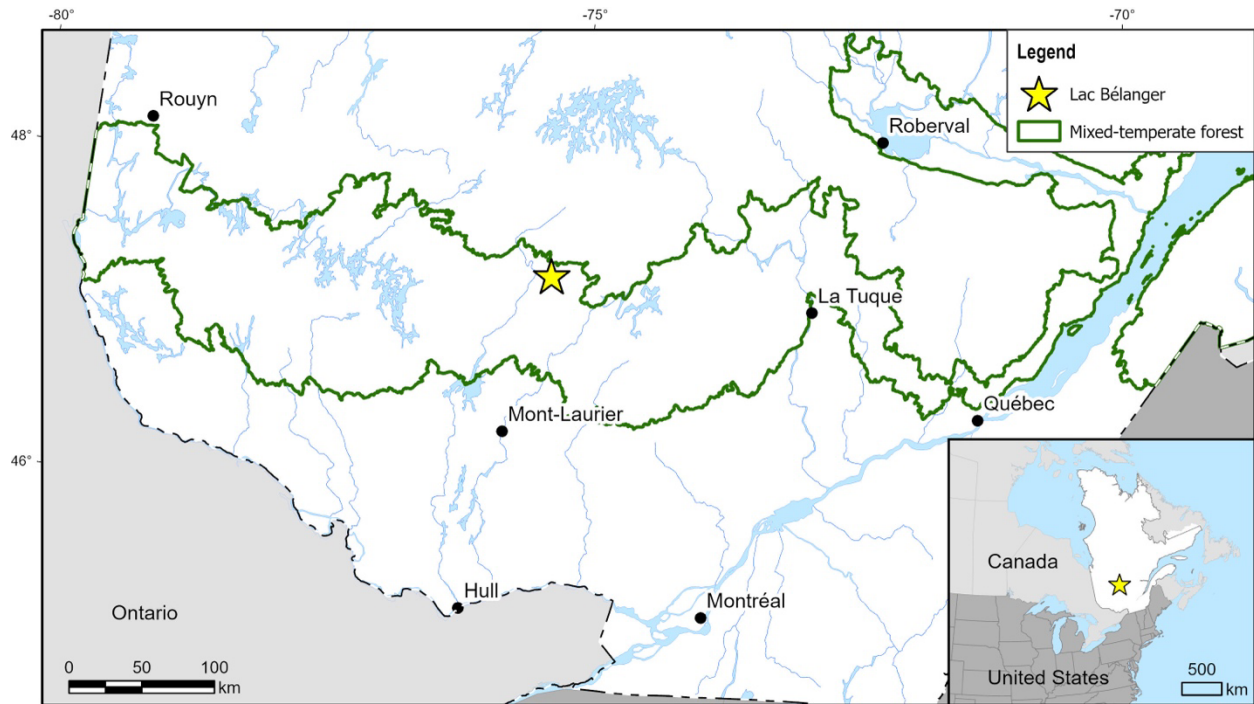 -80°
-75°
-70°
Legend
Lac Bélanger
Mixed-temperate forest
Rouyn
48°
Roberval
La Tuque
Mont-Laurier
Québec
46°
Hull
Montréal
Ontario
0 50 100
km
Canada
United States
500
km